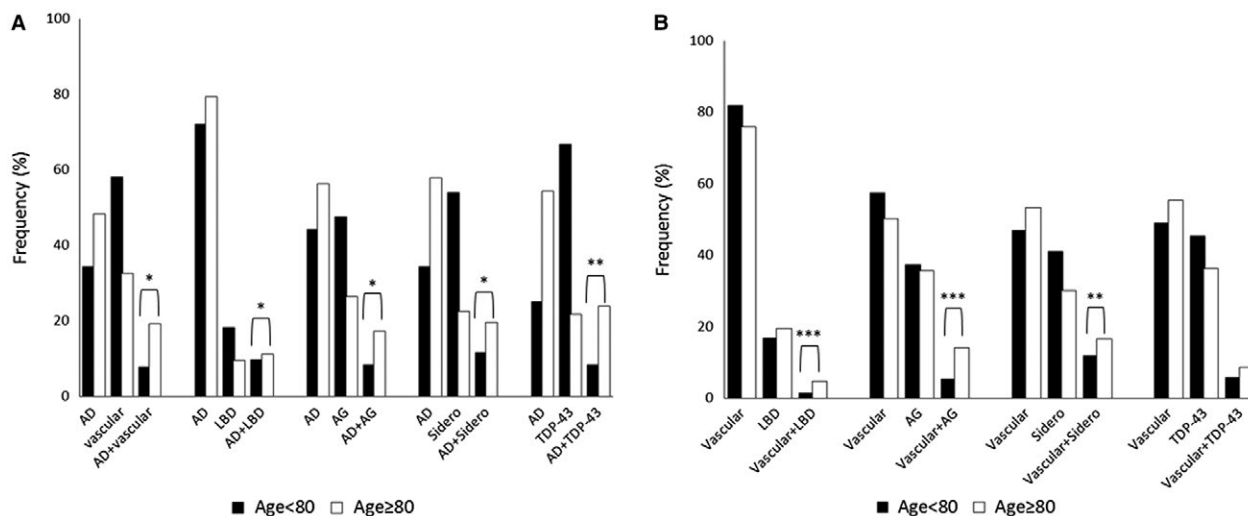 A
Frequency (%)
100
80
60
40
20
0
* * * * **
AD vascular AD+vascular AD LBD AD+LBD AD AG AD+AG AD Sidero AD+Sidero AD TDP-43 AD+TDP-43
Age<80 Age≥80
B
Frequency (%)
100
80
60
40
20
0
*** *** **
Vascular LBD Vascular+LBD Vascular AG Vascular+AG Vascular Sidero Vascular+Sidero Vascular TDP-43 Vascular+TDP-43
Age<80 Age≥80